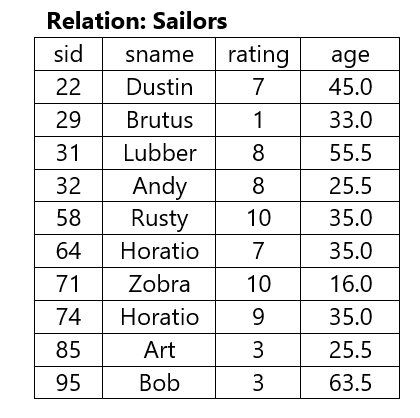 Relation: Sailors
sid sname rating age
22 Dustin 7 45.0
29 Brutus 1 33.0
31 Lubber 8 55.5
32 Andy 8 25.5
58 Rusty 10 35.0
64 Horatio 7 35.0
71 Zobra 10 16.0
74 Horatio 9 35.0
85 Art 3 25.5
95 Bob 3 63.5